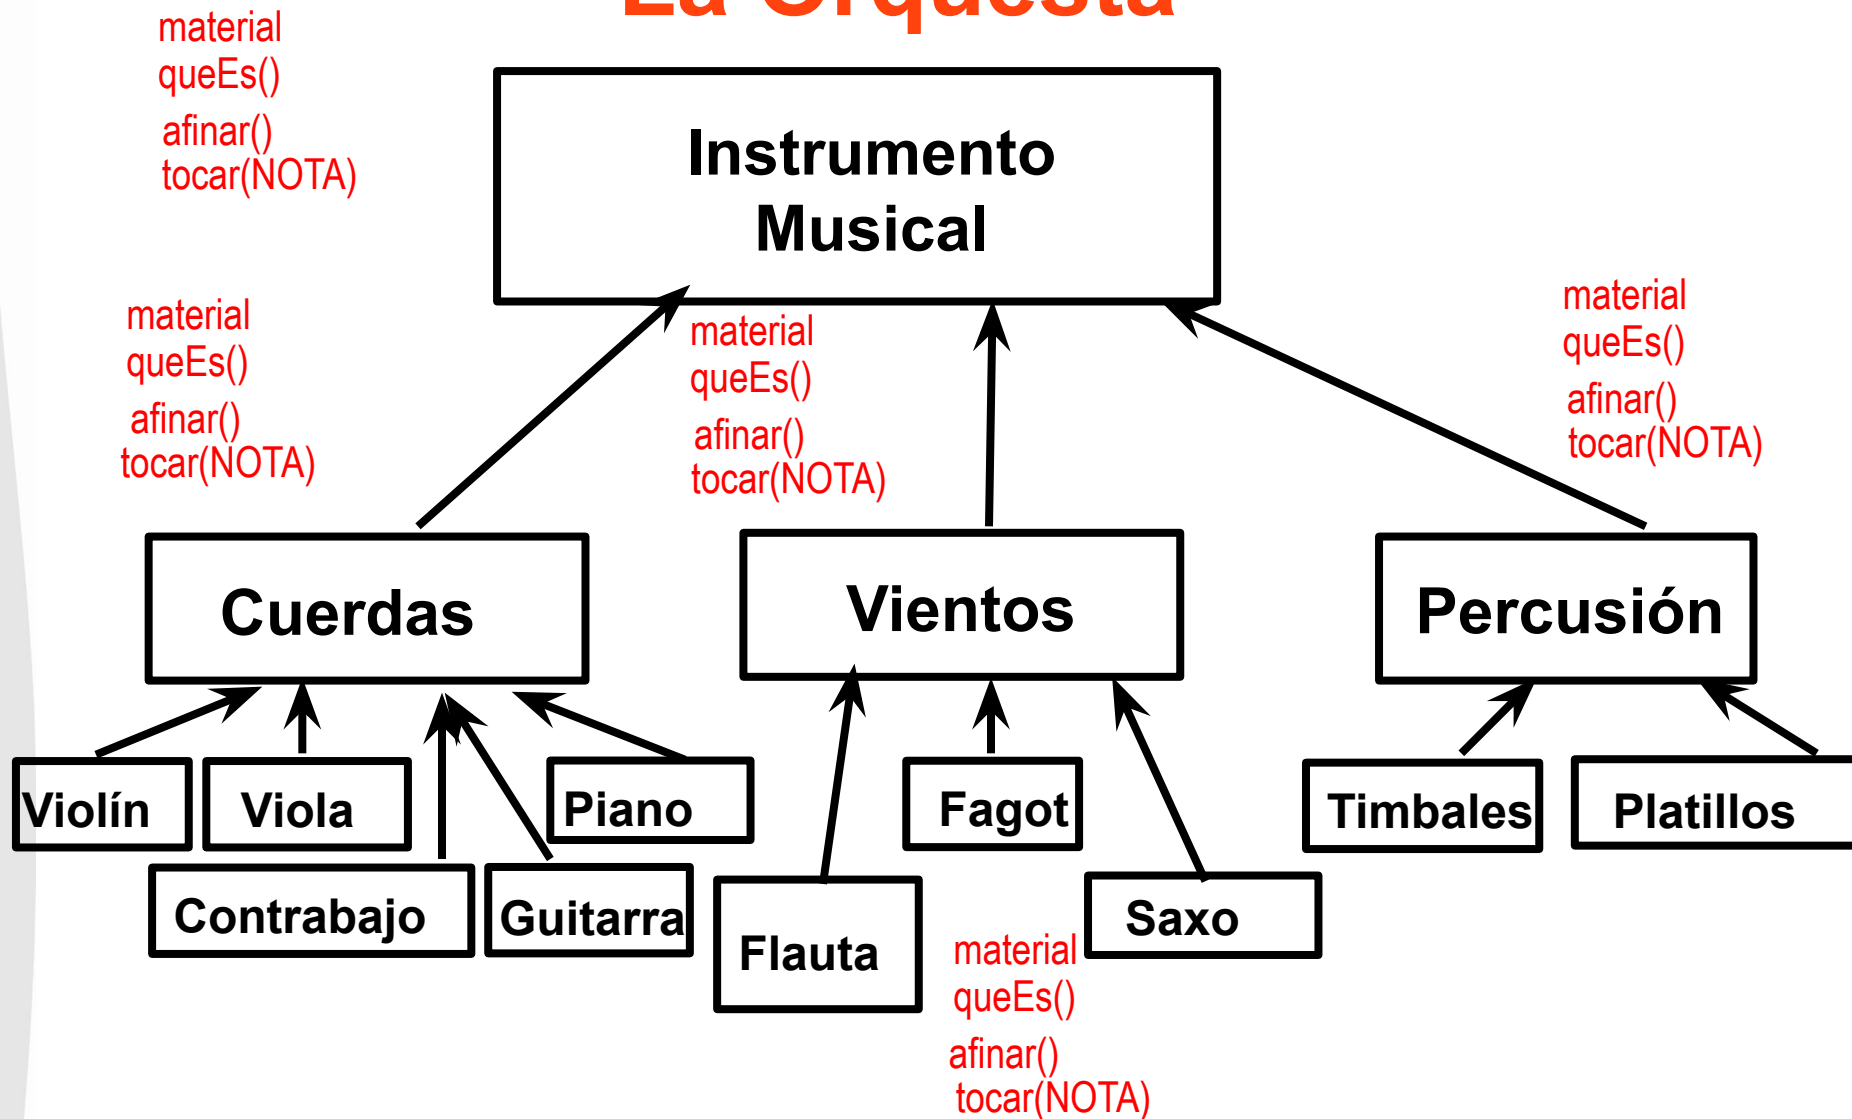 La Orquesta
material
queEs()
afinar()
tocar(NOTA)
Instrumento
Musical
material
queEs()
afinar()
tocar(NOTA)
material
queEs()
afinar()
tocar(NOTA)
material
queEs()
afinar()
tocar(NOTA)
Cuerdas
Vientos
Percusión
Violín
Viola
Piano
Fagot
Timbales
Platillos
Contrabajo
Guitarra
Flauta
Saxo
material
queEs()
afinar()
tocar(NOTA)